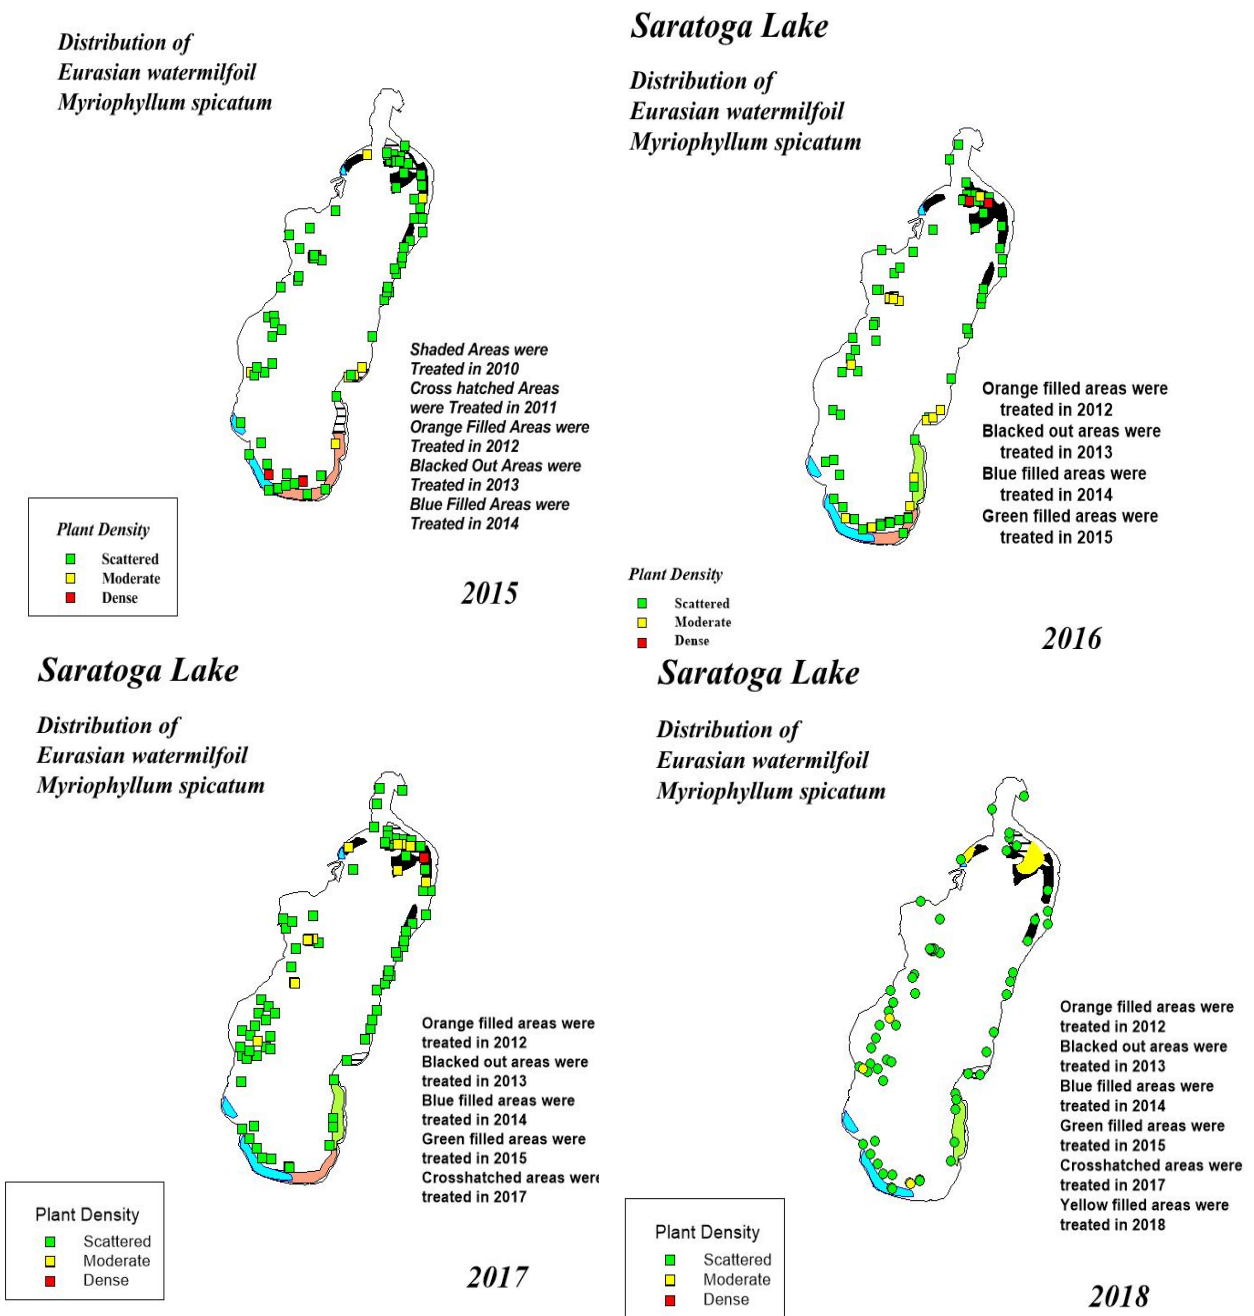 Distribution of
Eurasian watermilfoil
Myriophyllum spicatum
Shaded Areas were
Treated in 2010
Cross hatched Areas
were Treated in 2011
Orange Filled Areas were
Treated in 2012
Blacked Out Areas were
Treated in 2013
Blue Filled Areas were
Treated in 2014
Plant Density
Scattered
Moderate
Dense
2015
Saratoga Lake
Distribution of
Eurasian watermilfoil
Myriophyllum spicatum
Orange filled areas were
treated in 2012
Blacked out areas were
treated in 2013
Blue filled areas were
treated in 2014
Green filled areas were
treated in 2015
Plant Density
Scattered
Moderate
Dense
2016
Saratoga Lake
Distribution of
Eurasian watermilfoil
Myriophyllum spicatum
Orange filled areas were
treated in 2012
Blacked out areas were
treated in 2013
Blue filled areas were
treated in 2014
Green filled areas were
treated in 2015
Crosshatched areas were
treated in 2017
Plant Density
Scattered
Moderate
Dense
2017
Saratoga Lake
Distribution of
Eurasian watermilfoil
Myriophyllum spicatum
Orange filled areas were
treated in 2012
Blacked out areas were
treated in 2013
Blue filled areas were
treated in 2014
Green filled areas were
treated in 2015
Crosshatched areas were
treated in 2017
Yellow filled areas were
treated in 2018
Plant Density
Scattered
Moderate
Dense
2018